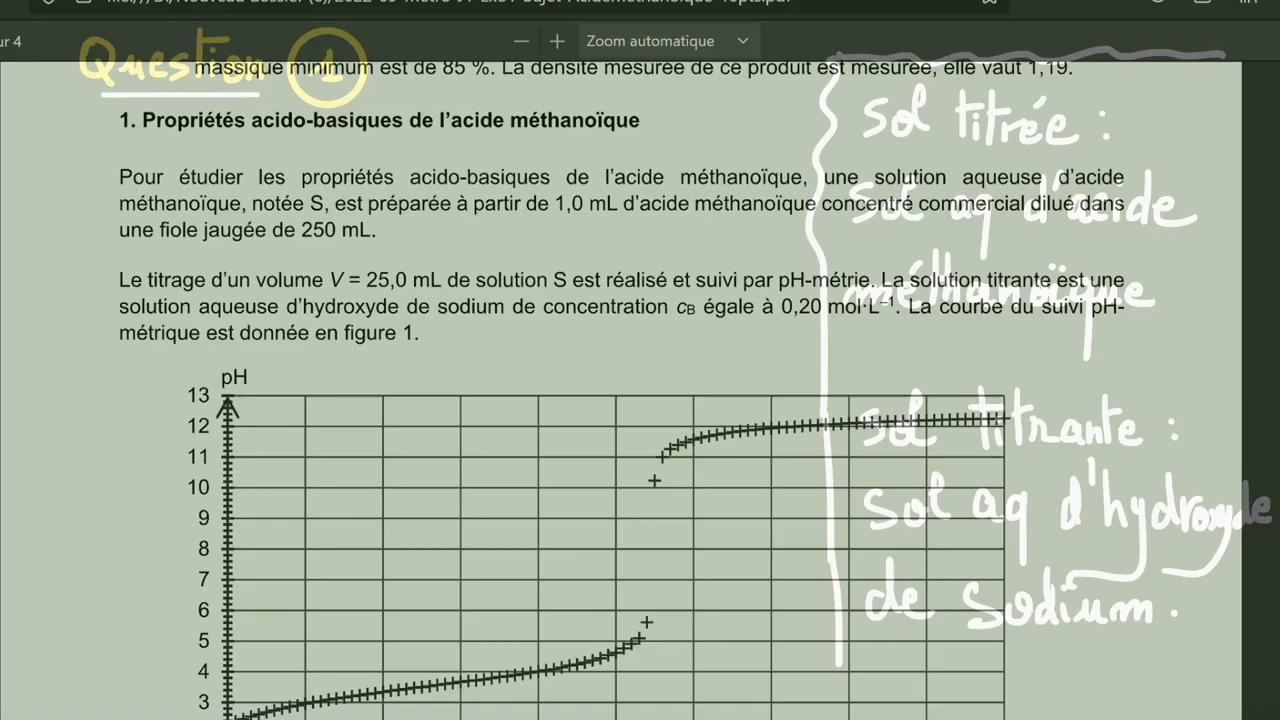 ur 4
Zoom automatique
Question 1
massique minimum est de 85 %. La densité mesurée de ce produit est mesurée, elle vaut 1,19.
1. Propriétés acido-basiques de l'acide méthanoïque
Pour étudier les propriétés acido-basiques de l'acide méthanoïque, une solution aqueuse d'acide
méthanoïque, notée S, est préparée à partir de 1,0 mL d'acide méthanoïque concentré commercial dilué dans
une fiole jaugée de 250 mL.
Le titrage d'un volume V = 25,0 mL de solution S est réalisé et suivi par pH-métrie. La solution titrante est une
solution aqueuse d'hydroxyde de sodium de concentration cB égale à 0,20 mol·L⁻¹. La courbe du suivi pH-
métrique est donnée en figure 1.
pH
13
12
11
10
9
8
7
6
5
4
3
sol titrée :
sol aq d'acide
méthanoïque
sol titrante :
sol aq d'hydroxyde
de sodium.